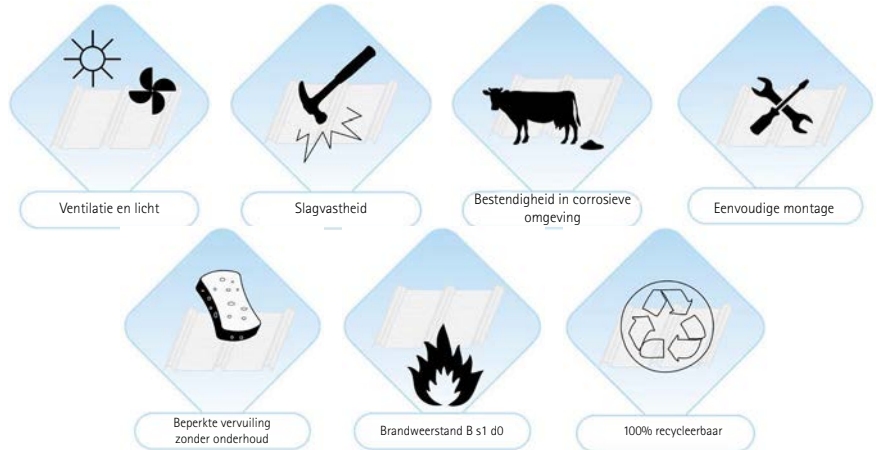 Ventilatie en licht
Slagvastheid
Bestendigheid in corrosieve
omgeving
Eenvoudige montage
Beperkte vervuiling
zonder onderhoud
Brandweerstand B s1 d0
100% recycleerbaar